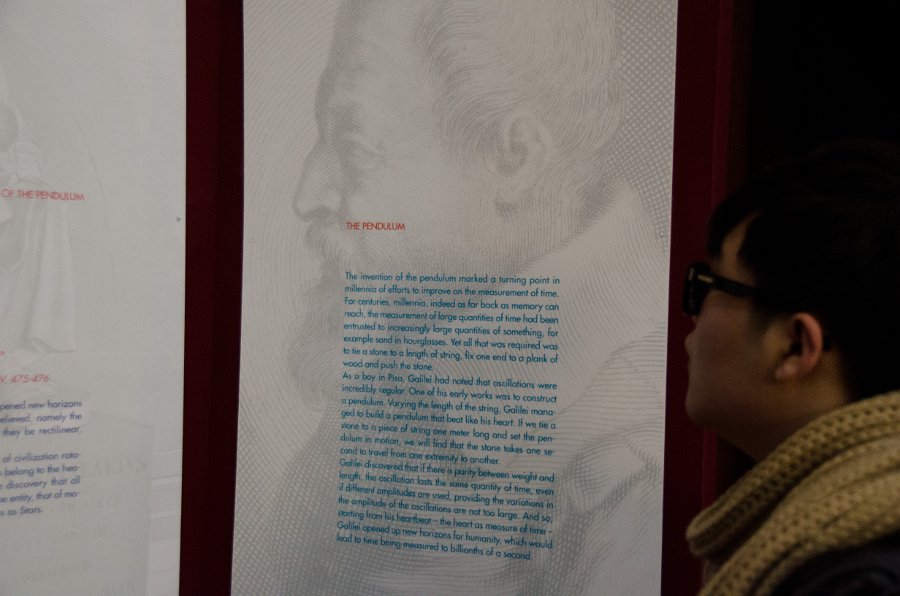 OF THE PENDULUM
V, 475-476.
pened new horizons
elieved, namely the
they be rectilinear,
of civilization rota-
belong to the hea-
discovery that all
e entity, that of mo-
s as Stars.
THE PENDULUM
The invention of the pendulum marked a turning point in
millennia of efforts to improve on the measurement of time.
For centuries, millennia, indeed as far back as memory can
reach, the measurement of large quantities of time had been
entrusted to increasingly large quantities of something, for
example sand in hourglasses. Yet all that was required was
to tie a stone to a length of string, fix one end to a plank of
wood and push the stone.
As a boy in Pisa, Galilei had noted that oscillations were
incredibly regular. One of his early works was to construct
a pendulum. Varying the length of the string, Galilei mana-
ged to build a pendulum that beat like his heart. If we tie a
stone to a piece of string one meter long and set the pen-
dulum in motion, we will find that the stone takes one se-
cond to travel from one extremity to another.
Galilei discovered that if there is parity between weight and
length, the oscillation lasts the same quantity of time, even
if different amplitudes are used, providing the variations in
the amplitude of the oscillations are not too large. And so,
starting from his heartbeat – the heart as measure of time –
Galilei opened up new horizons for humanity, which would
lead to time being measured to billionths of a second.